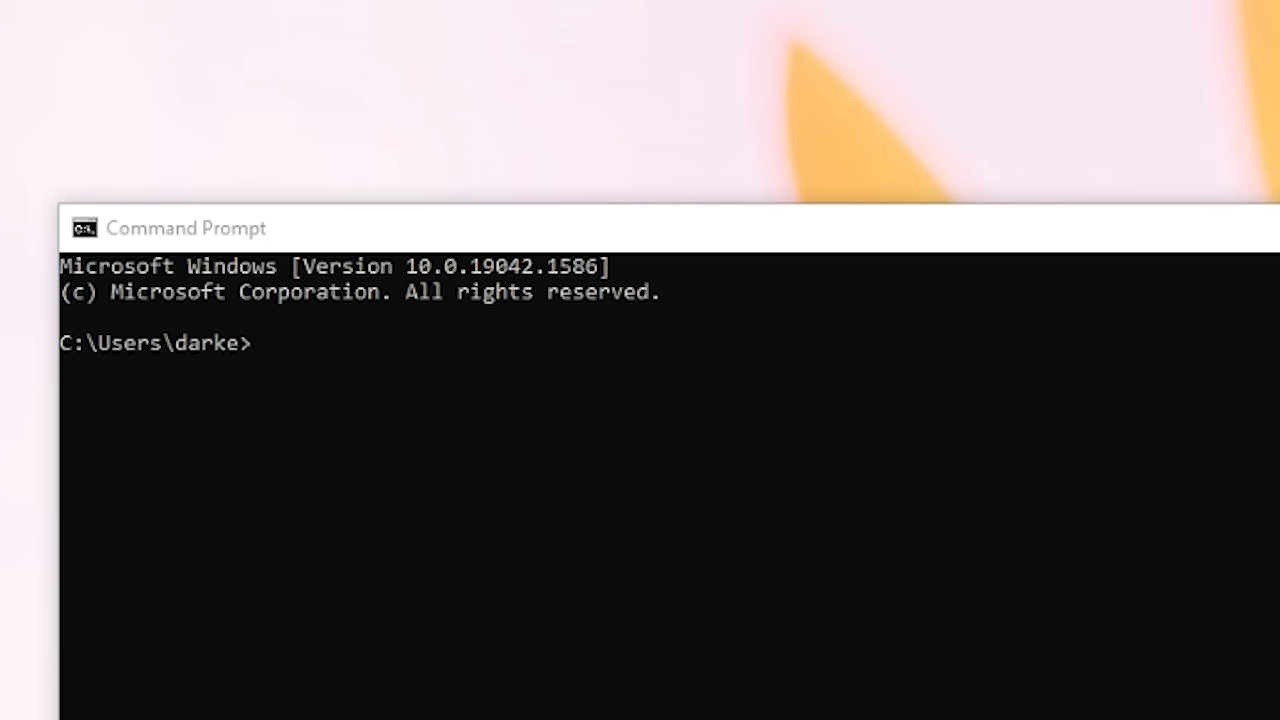 Command Prompt
Microsoft Windows [Version 10.0.19042.1586]
(c) Microsoft Corporation. All rights reserved.
C:\Users\darke>